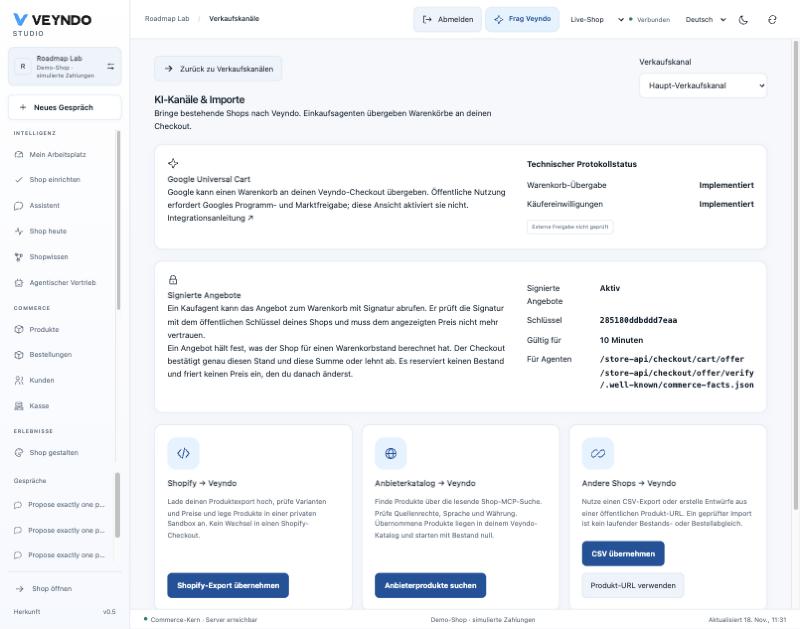 VEYNDO
STUDIO
R
Roadmap Lab
Demo-Shop ·
simulierte Zahlungen
Neues Gespräch
INTELLIGENZ
Mein Arbeitsplatz
Shop einrichten
Assistent
Shop heute
Shopwissen
Agentischer Vertrieb
COMMERCE
Produkte
Bestellungen
Kunden
Kasse
ERLEBNISSE
Shop gestalten
Gespräche
Propose exactly one p...
Propose exactly one p...
Propose exactly one p...
Shop öffnen
Herkunft v0.5
Roadmap Lab / Verkaufskanäle
Abmelden
Frag Veyndo
Live-Shop
Verbunden
Deutsch
Zurück zu Verkaufskanälen
Verkaufskanal
Haupt-Verkaufskanal
KI-Kanäle & Importe
Bringe bestehende Shops nach Veyndo. Einkaufsagenten übergeben Warenkörbe an deinen
Checkout.
Google Universal Cart
Google kann einen Warenkorb an deinen Veyndo-Checkout übergeben. Öffentliche Nutzung
erfordert Googles Programm- und Marktfreigabe; diese Ansicht aktiviert sie nicht.
Integrationsanleitung ↗
Technischer Protokollstatus
Warenkorb-Übergabe Implementiert
Käufereinwilligungen Implementiert
Externe Freigabe nicht geprüft
Signierte Angebote
Ein Kaufagent kann das Angebot zum Warenkorb mit Signatur abrufen. Er prüft die Signatur
mit dem öffentlichen Schlüssel deines Shops und muss dem angezeigten Preis nicht mehr
vertrauen.
Ein Angebot hält fest, was der Shop für einen Warenkorbstand berechnet hat. Der Checkout
bestätigt genau diesen Stand und diese Summe oder lehnt ab. Es reserviert keinen Bestand
und friert keinen Preis ein, den du danach änderst.
Signierte Aktiv
Angebote
Schlüssel 285180ddbddd7eaa
Gültig für 10 Minuten
Für Agenten /store-api/checkout/cart/offer
/store-api/checkout/offer/verify
/.well-known/commerce-facts.json
Shopify → Veyndo
Lade deinen Produktexport hoch, prüfe Varianten
und Preise und lege Produkte in einer privaten
Sandbox an. Kein Wechsel in einen Shopify-
Checkout.
Shopify-Export übernehmen
Anbieterkatalog → Veyndo
Finde Produkte über die lesende Shop-MCP-Suche.
Prüfe Quellenrechte, Sprache und Währung.
Übernommene Produkte liegen in deinem Veyndo-
Katalog und starten mit Bestand null.
Anbieterprodukte suchen
Andere Shops → Veyndo
Nutze einen CSV-Export oder erstelle Entwürfe aus
einer öffentlichen Produkt-URL. Ein geprüfter Import
ist kein laufender Bestands- oder Bestellabgleich.
CSV übernehmen
Produkt-URL verwenden
Commerce-Kern · Server erreichbar
Demo-Shop · simulierte Zahlungen
Aktualisiert 18. Nov., 11:31